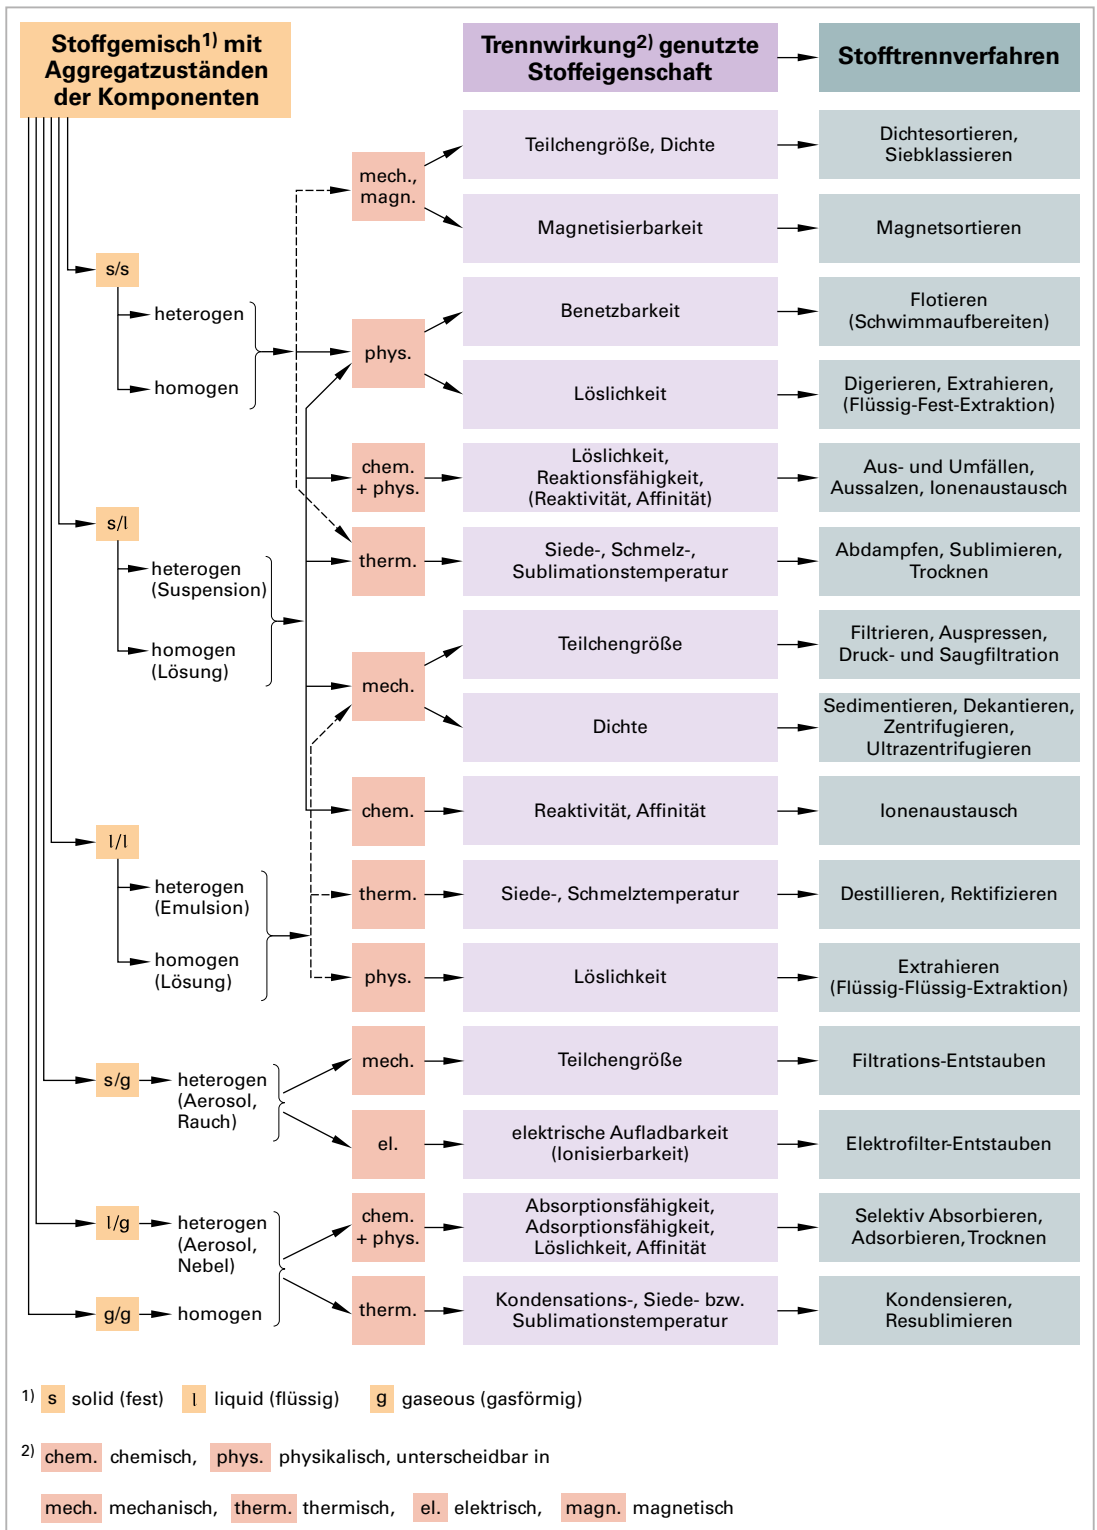 Stoffgemisch1) mit
Aggregatzuständen
der Komponenten
Trennwirkung2) genutzte
Stoffeigenschaft
Stofftrennverfahren
mech.,
magn.
Teilchengröße, Dichte
Dichtesortieren,
Siebklassieren
Magnetisierbarkeit
Magnetsortieren
s/s
heterogen
homogen
phys.
Benetzbarkeit
Flotieren
(Schwimmaufbereiten)
Löslichkeit
Digerieren, Extrahieren,
(Flüssig-Fest-Extraktion)
chem.
+ phys.
Löslichkeit,
Reaktionsfähigkeit,
(Reaktivität, Affinität)
Aus- und Umfällen,
Aussalzen, Ionenaustausch
s/l
heterogen
(Suspension)
homogen
(Lösung)
therm.
Siede-, Schmelz-,
Sublimationstemperatur
Abdampfen, Sublimieren,
Trocknen
mech.
Teilchengröße
Filtrieren, Auspressen,
Druck- und Saugfiltration
Dichte
Sedimentieren, Dekantieren,
Zentrifugieren,
Ultrazentrifugieren
chem.
Reaktivität, Affinität
Ionenaustausch
l/l
heterogen
(Emulsion)
homogen
(Lösung)
therm.
Siede-, Schmelztemperatur
Destillieren, Rektifizieren
phys.
Löslichkeit
Extrahieren
(Flüssig-Flüssig-Extraktion)
s/g
heterogen
(Aerosol,
Rauch)
mech.
Teilchengröße
Filtrations-Entstauben
el.
elektrische Aufladbarkeit
(Ionisierbarkeit)
Elektrofilter-Entstauben
l/g
heterogen
(Aerosol,
Nebel)
chem.
+ phys.
Absorptionsfähigkeit,
Adsorptionsfähigkeit,
Löslichkeit, Affinität
Selektiv Absorbieren,
Adsorbieren, Trocknen
g/g
homogen
therm.
Kondensations-, Siede- bzw.
Sublimationstemperatur
Kondensieren,
Resublimieren
1) s solid (fest) l liquid (flüssig) g gaseous (gasförmig)
2) chem. chemisch, phys. physikalisch, unterscheidbar in
mech. mechanisch, therm. thermisch, el. elektrisch, magn. magnetisch